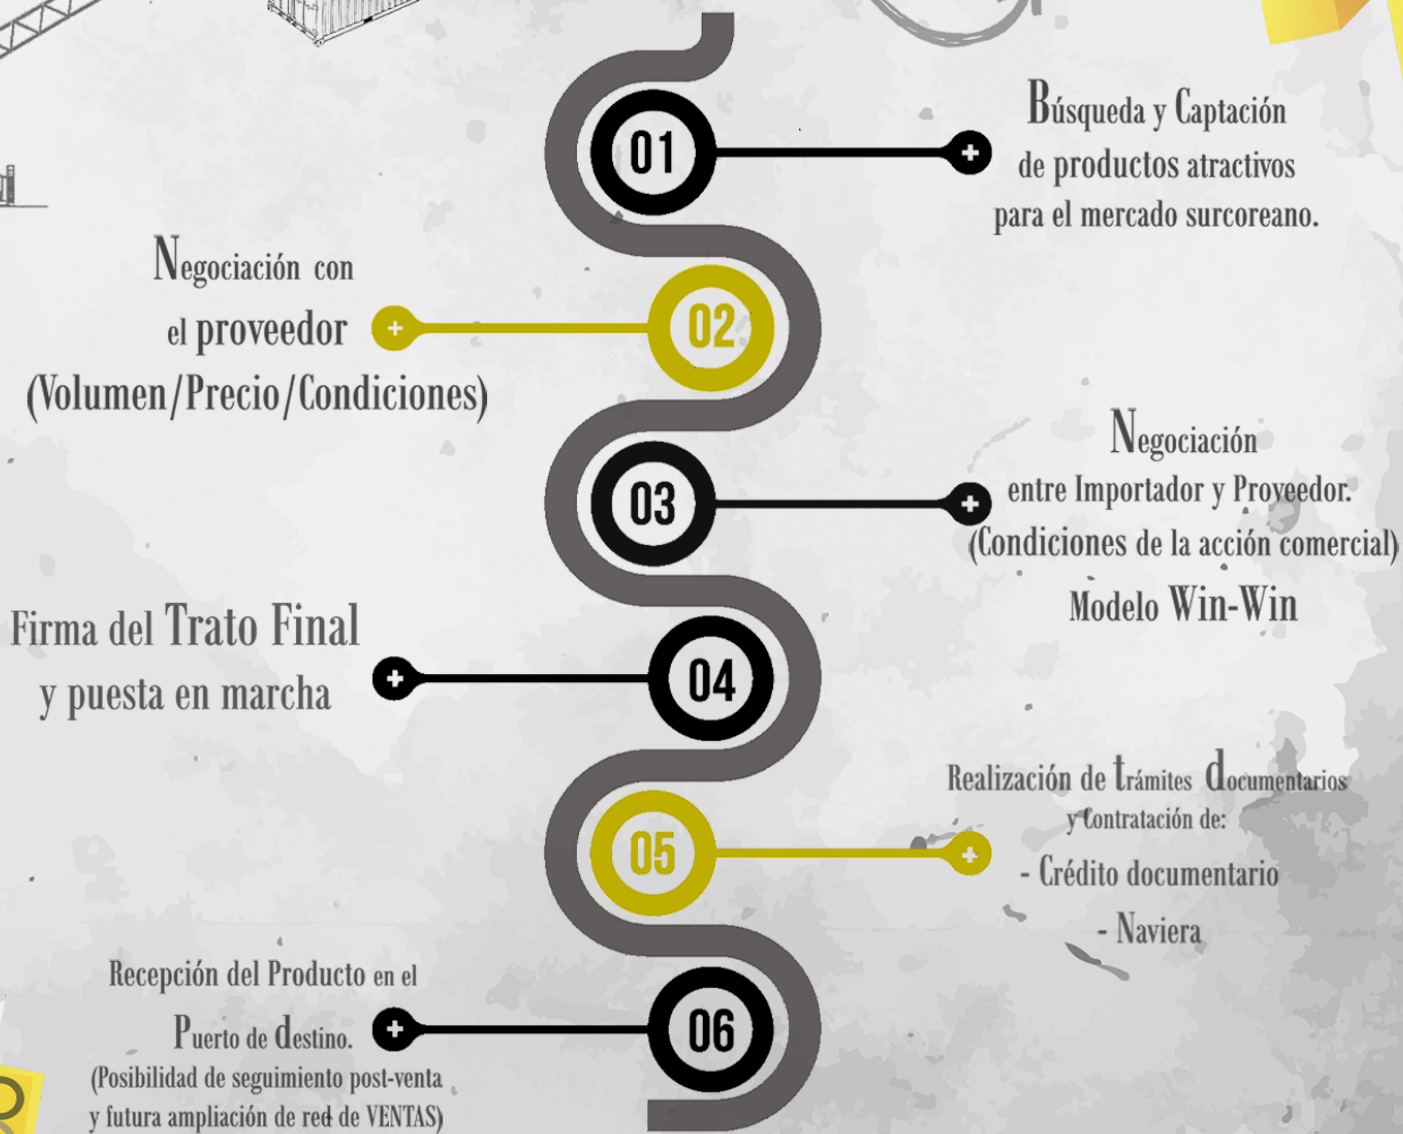 01
Búsqueda y Captación
de productos atractivos
para el mercado surcoreano.
02
Negociación con
el proveedor
(Volumen/Precio/Condiciones)
03
Negociación
entre Importador y Proveedor.
(Condiciones de la acción comercial)
Modelo Win-Win
04
Firma del Trato Final
y puesta en marcha
05
Realización de trámites documentarios
y Contratación de:
- Crédito documentario
- Naviera
06
Recepción del Producto en el
Puerto de destino.
(Posibilidad de seguimiento post-venta
y futura ampliación de red de VENTAS)